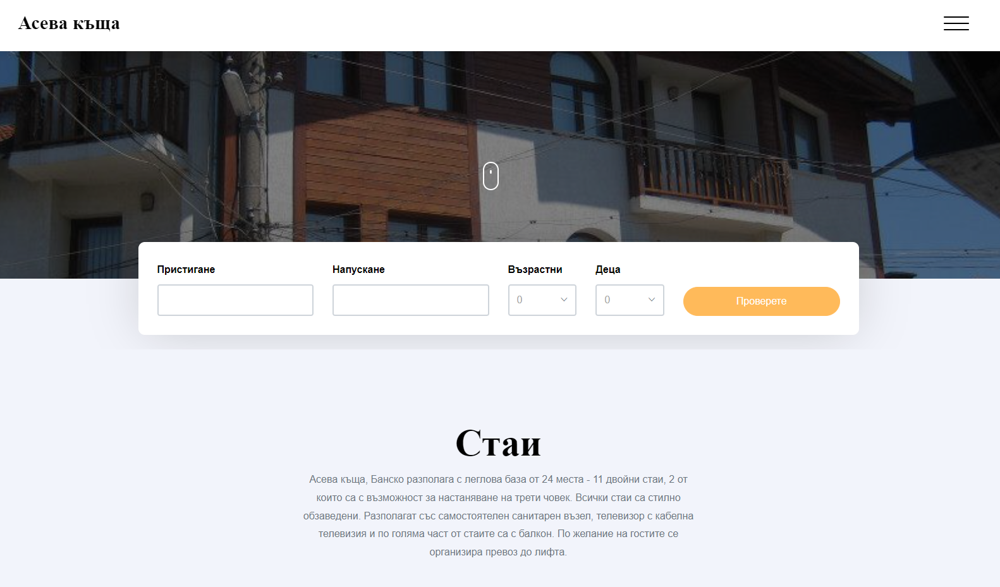 Асева къща
Пристигане
Напускане
Възрастни
Деца
0
0
Проверете
Стаи
Асева къща, Банско разполага с леглова база от 24 места - 11 двойни стаи, 2 от
които са с възможност за настаняване на трети човек. Всички стаи са стилно
обзаведени. Разполагат със самостоятелен санитарен възел, телевизор с кабелна
телевизия и по голяма част от стаите са с балкон. По желание на гостите се
организира превоз до лифта.